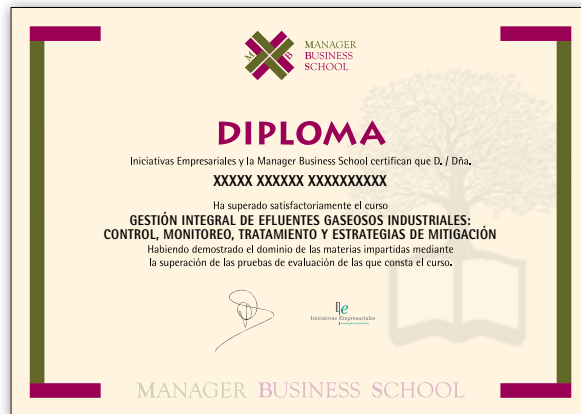 M B
MANAGER
BUSINESS
SCHOOL
DIPLOMA
Iniciativas Empresariales y la Manager Business School certifican que D. / Dña.
XXXXX XXXXXX XXXXXXXXXX
Ha superado satisfactoriamente el curso
GESTIÓN INTEGRAL DE EFLUENTES GASEOSOS INDUSTRIALES:
CONTROL, MONITOREO, TRATAMIENTO Y ESTRATEGIAS DE MITIGACIÓN
Habiendo demostrado el dominio de las materias impartidas mediante
la superación de las pruebas de evaluación de las que consta el curso.
Ie
Iniciativas Empresariales
MANAGER BUSINESS SCHOOL